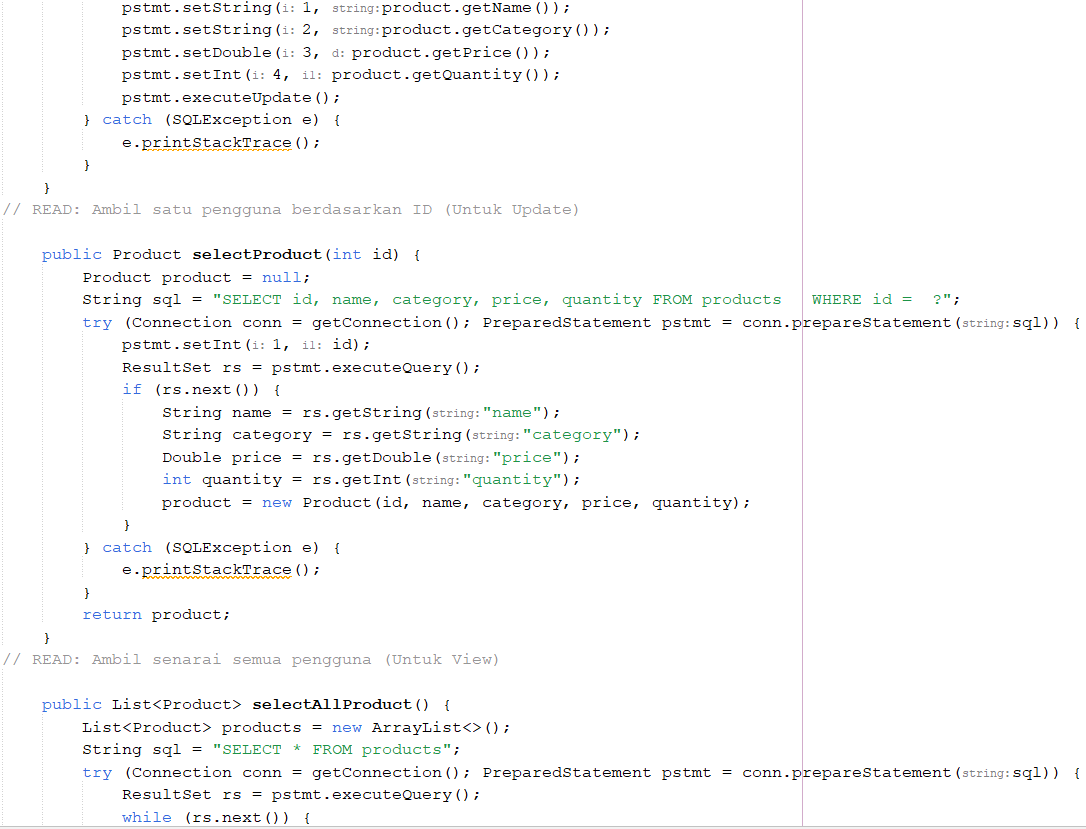 pstmt.setString(i: 1, string:product.getName());
pstmt.setString(i: 2, string:product.getCategory());
pstmt.setDouble(i: 3, d: product.getPrice());
pstmt.setInt(i: 4, i1: product.getQuantity());
pstmt.executeUpdate();
} catch (SQLException e) {
e.printStackTrace();
}
}
// READ: Ambil satu pengguna berdasarkan ID (Untuk Update)
public Product selectProduct(int id) {
Product product = null;
String sql = "SELECT id, name, category, price, quantity FROM products   WHERE id =  ?";
try (Connection conn = getConnection(); PreparedStatement pstmt = conn.prepareStatement(string:sql)) {
pstmt.setInt(i: 1, i1: id);
ResultSet rs = pstmt.executeQuery();
if (rs.next()) {
String name = rs.getString(string:"name");
String category = rs.getString(string:"category");
Double price = rs.getDouble(string:"price");
int quantity = rs.getInt(string:"quantity");
product = new Product(id, name, category, price, quantity);
}
} catch (SQLException e) {
e.printStackTrace();
}
return product;
}
// READ: Ambil senarai semua pengguna (Untuk View)
public List<Product> selectAllProduct() {
List<Product> products = new ArrayList<>();
String sql = "SELECT * FROM products";
try (Connection conn = getConnection(); PreparedStatement pstmt = conn.prepareStatement(string:sql)) {
ResultSet rs = pstmt.executeQuery();
while (rs.next()) {